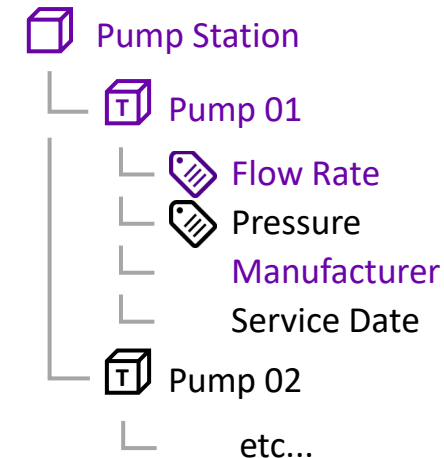 Pump Station
T Pump 01
Flow Rate
Pressure
Manufacturer
Service Date
T Pump 02
etc...